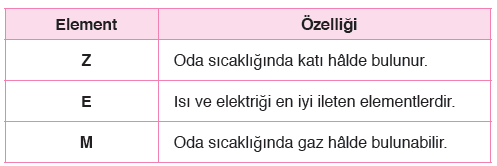 Element Özelliği
Z Oda sıcaklığında katı hâlde bulunur.
E Isı ve elektriği en iyi ileten elementlerdir.
M Oda sıcaklığında gaz hâlde bulunabilir.